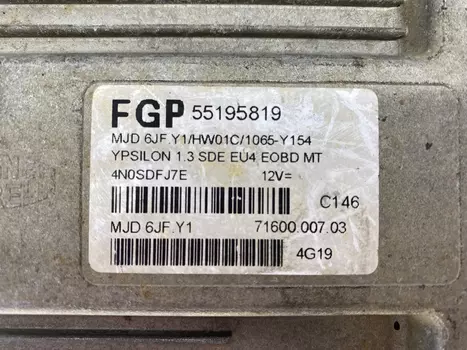 FGP 55195819
MJD 6JF.Y1/HW01C/1065-Y154
YPSILON 1.3 SDE EU4 EOBD MT
4N0SDFJ7E 12V=
C146
MJD 6JF.Y1 71600.007.03
4G19